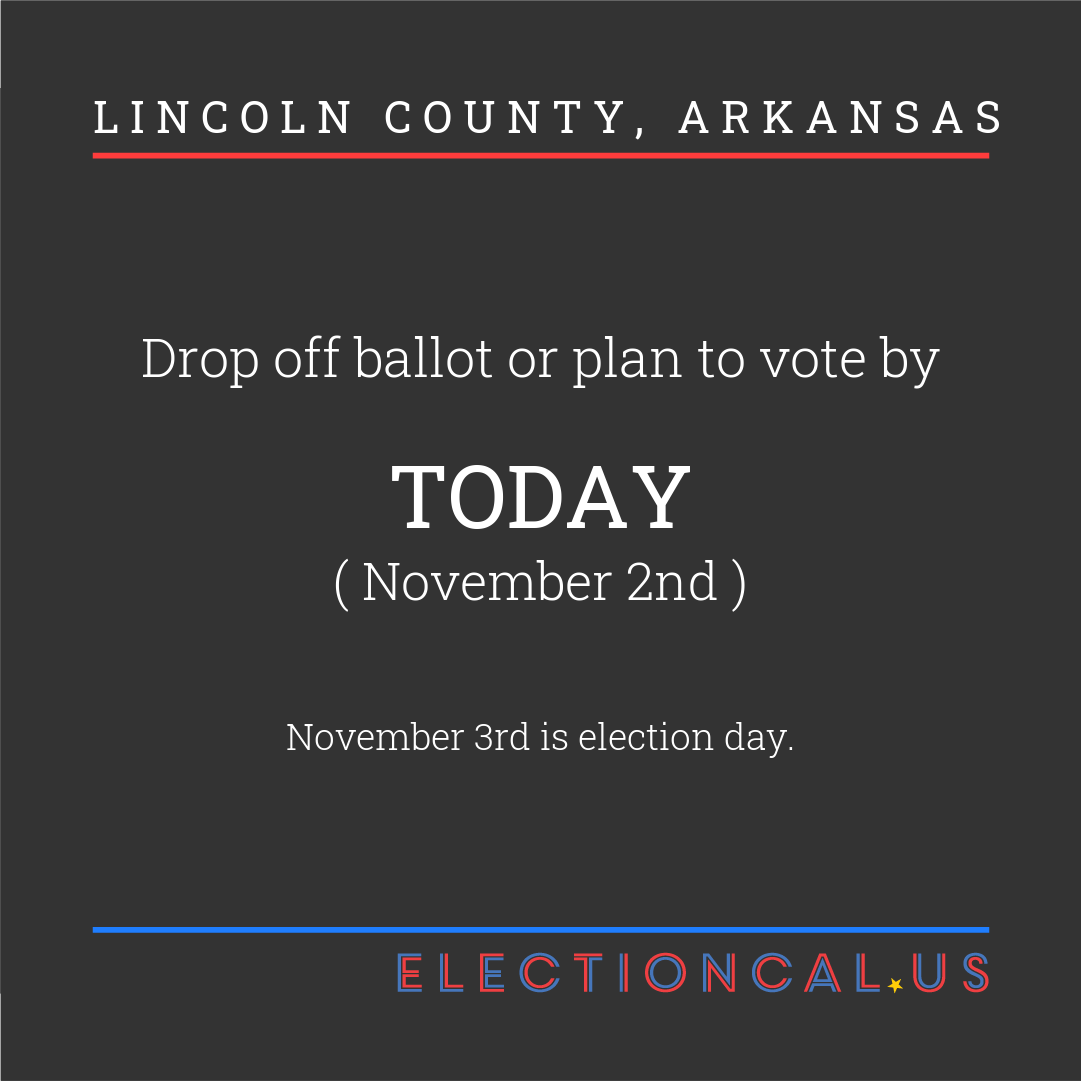 LINCOLN COUNTY, ARKANSAS
Drop off ballot or plan to vote by
TODAY
( November 2nd )
November 3rd is election day.
ELECTIONCAL.US